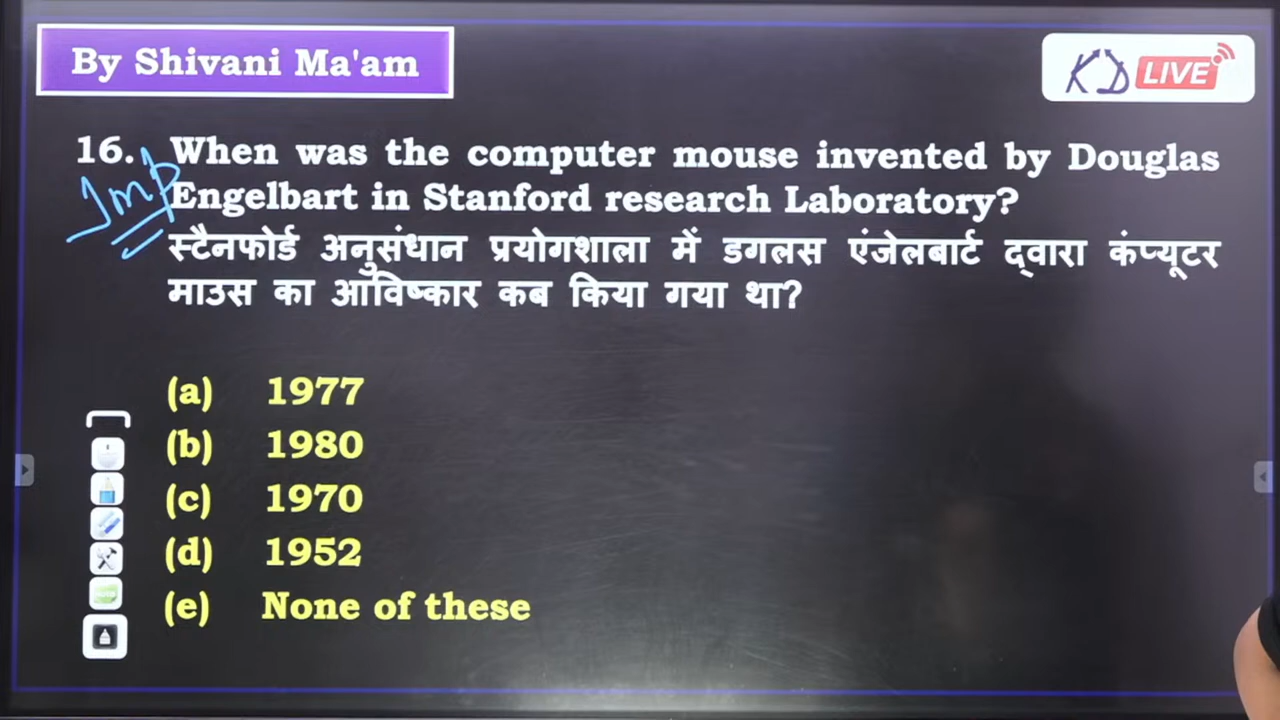 By Shivani Ma'am
KD LIVE
16. When was the computer mouse invented by Douglas
Imp Engelbart in Stanford research Laboratory?
स्टैनफोर्ड अनुसंधान प्रयोगशाला में डगलस एंजेलबार्ट द्वारा कंप्यूटर
माउस का आविष्कार कब किया गया था?
(a) 1977
(b) 1980
(c) 1970
(d) 1952
(e) None of these